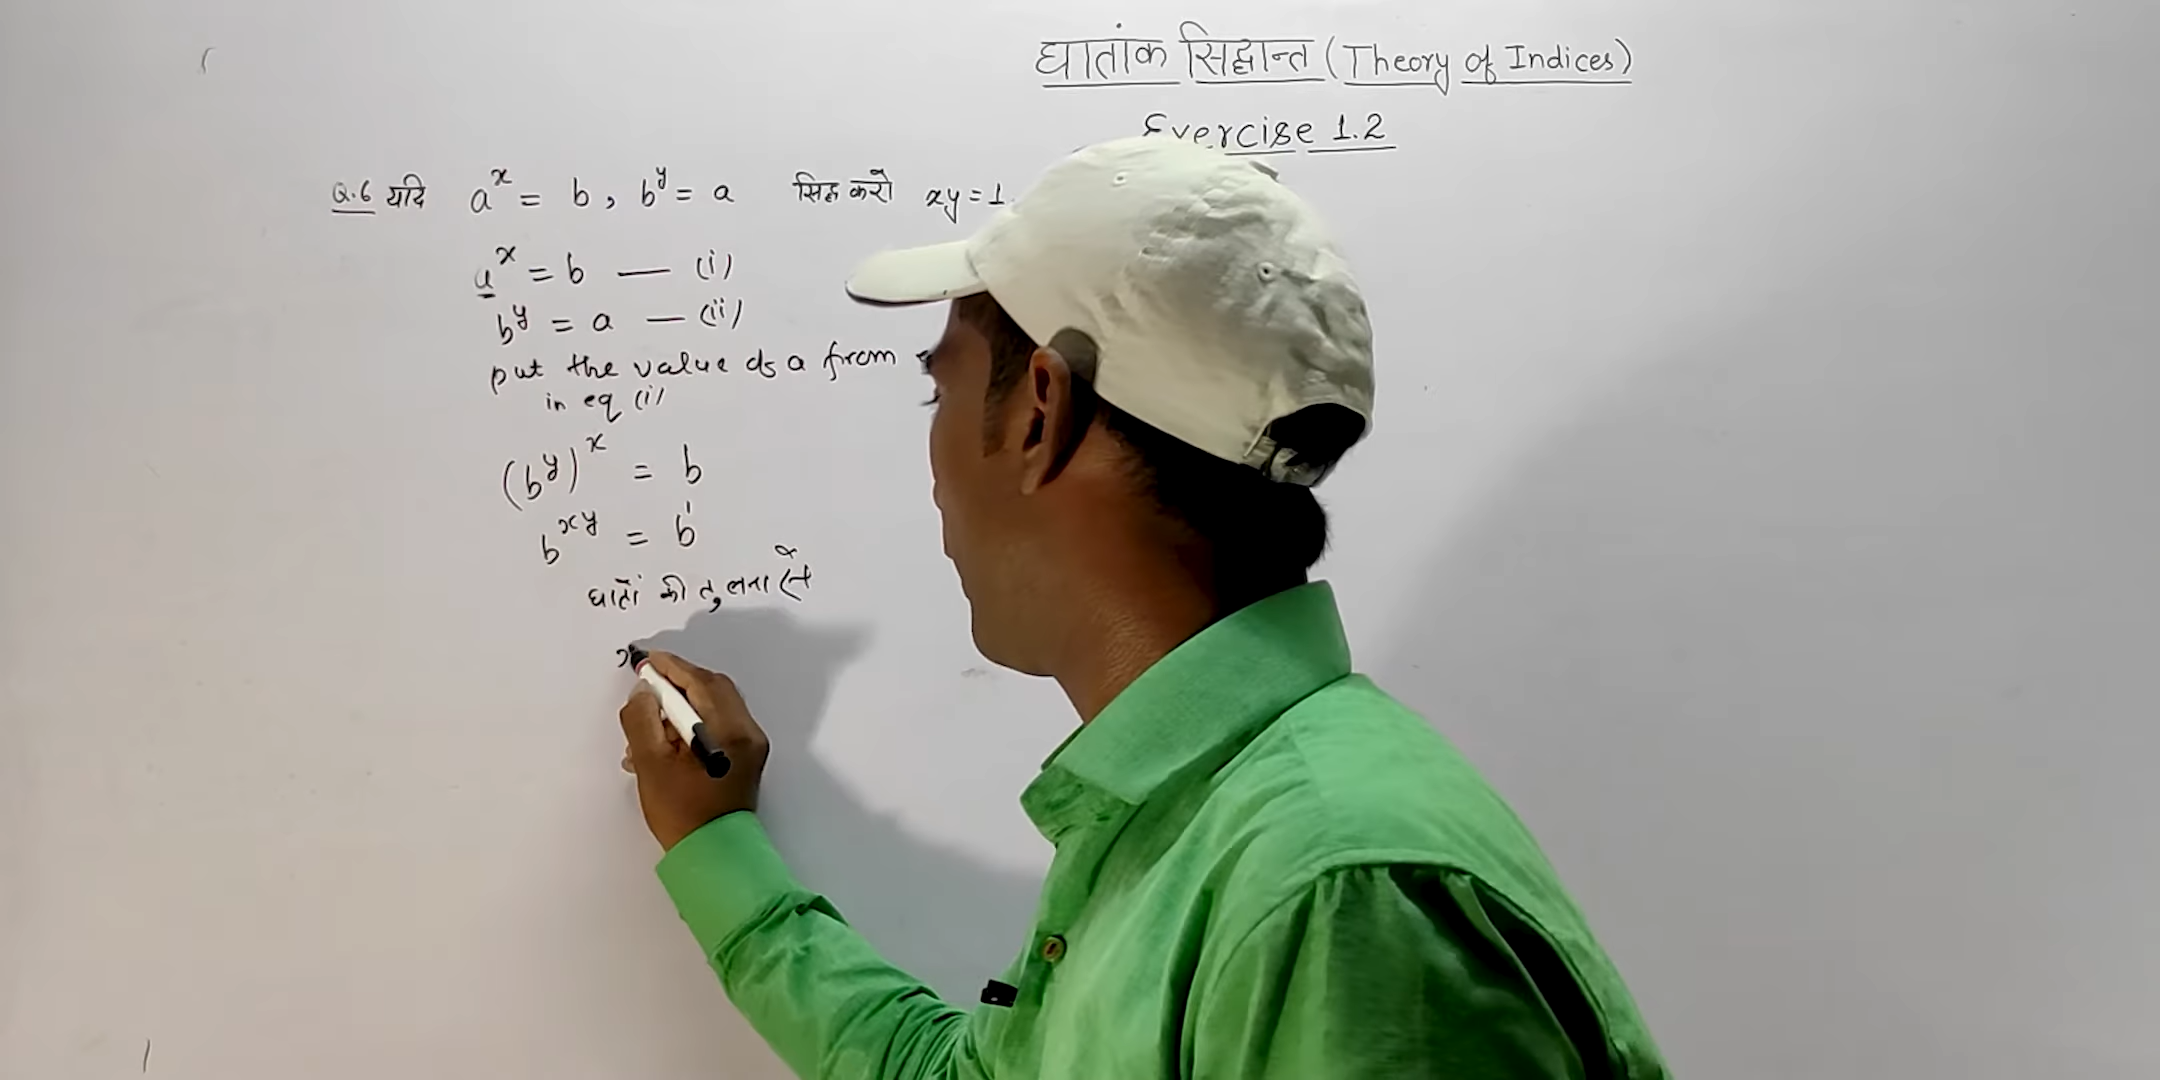 घातांक सिद्धान्त (Theory of Indices)
Exercise 1.2
Q.6 यदि a^x = b, b^y = a सिद्ध करो xy = 1.
a^x = b — (i)
b^y = a — (ii)
put the value of a from
in eq (i)
(b^y)^x = b
b^xy = b^1
घातों की तुलना से
x